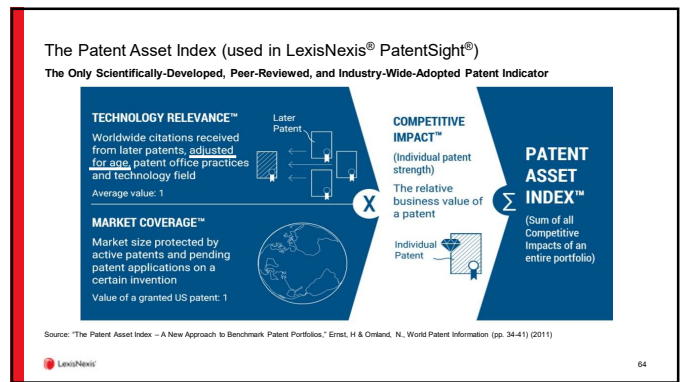 The Patent Asset Index (used in LexisNexis® PatentSight®)
The Only Scientifically-Developed, Peer-Reviewed, and Industry-Wide-Adopted Patent Indicator
TECHNOLOGY RELEVANCE™
Worldwide citations received
from later patents, adjusted
for age, patent office practices
and technology field
Average value: 1
Later
Patent
MARKET COVERAGE™
Market size protected by
active patents and pending
patent applications on a
certain invention
Value of a granted US patent: 1
X
COMPETITIVE
IMPACT™
(Individual patent
strength)
The relative
business value of
a patent
Individual
Patent
Σ
PATENT
ASSET
INDEX™
(Sum of all
Competitive
Impacts of an
entire portfolio)
Source: "The Patent Asset Index – A New Approach to Benchmark Patent Portfolios," Ernst, H & Omland, N., World Patent Information (pp. 34-41) (2011)
LexisNexis®
64